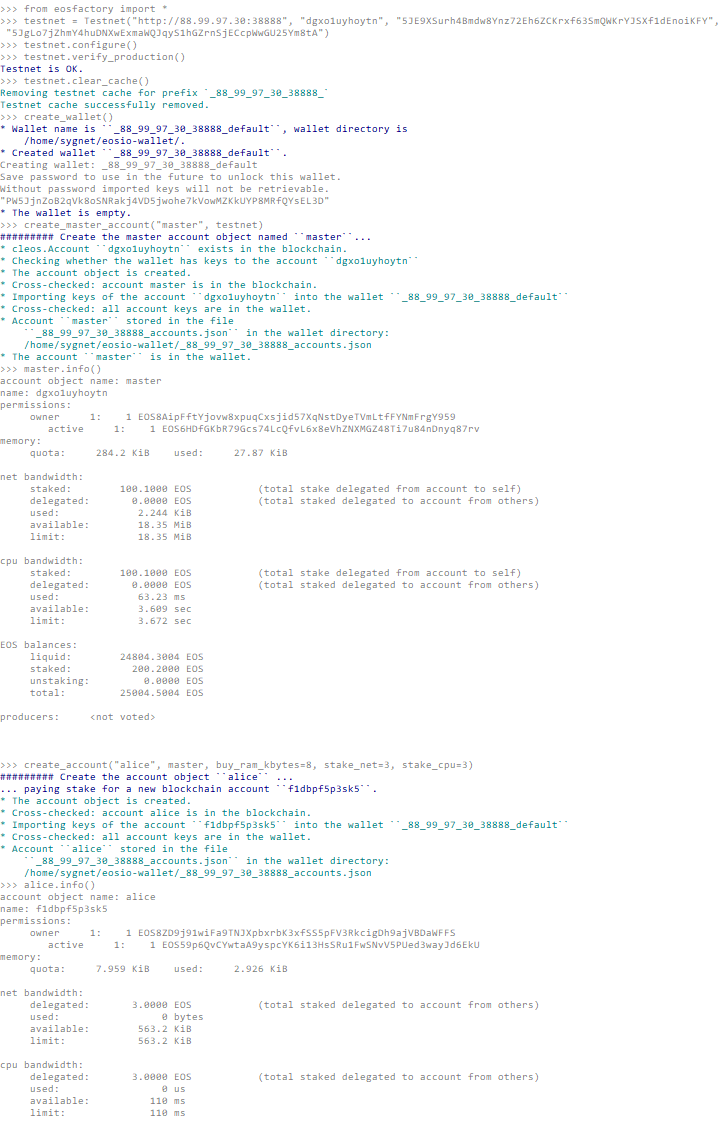 >>> from eosfactory import *
>>> testnet = Testnet("http://88.99.97.30:38888", "dgxo1uyhoytn", "5JE9XSurh4Bmdw8Ynz72Eh6ZCKrxf63SmQWKrYJSXf1dEnoiKFY",
"5JgLo7jZhmY4huDNXwExmaWQJqyS1hGZrnSjECcpWwGU25Ym8tA")
>>> testnet.configure()
>>> testnet.verify_production()
Testnet is OK.
>>> testnet.clear_cache()
Removing testnet cache for prefix `_88_99_97_30_38888_`
Testnet cache successfully removed.
>>> create_wallet()
* Wallet name is ``_88_99_97_30_38888_default``, wallet directory is
/home/sygnet/eosio-wallet/.
* Created wallet ``_88_99_97_30_38888_default``.
Creating wallet: _88_99_97_30_38888_default
Save password to use in the future to unlock this wallet.
Without password imported keys will not be retrievable.
"PW5JjnZoB2qVk8oSNRakj4VD5jwohe7kVowMZKkUYP8MRfQYsEL3D"
* The wallet is empty.
>>> create_master_account("master", testnet)
######### Create the master account object named ``master``...
* cleos.Account ``dgxo1uyhoytn`` exists in the blockchain.
* Checking whether the wallet has keys to the account ``dgxo1uyhoytn``
* The account object is created.
* Cross-checked: account master is in the blockchain.
* Importing keys of the account ``dgxo1uyhoytn`` into the wallet ``_88_99_97_30_38888_default``
* Cross-checked: all account keys are in the wallet.
* Account ``master`` stored in the file
``_88_99_97_30_38888_accounts.json`` in the wallet directory:
/home/sygnet/eosio-wallet/_88_99_97_30_38888_accounts.json
* The account ``master`` is in the wallet.
>>> master.info()
account object name: master
name: dgxo1uyhoytn
permissions:
owner 1: 1 EOS8AipFftYjovw8xpuqCxsjid57XqNstDyeTVmLtfFYNmFrgY959
active 1: 1 EOS6HDfGKbR79Gcs74LcQfvL6x8eVhZNXMGZ48Ti7u84nDnyq87rv
memory:
quota: 284.2 KiB used: 27.87 KiB
net bandwidth:
staked: 100.1000 EOS (total stake delegated from account to self)
delegated: 0.0000 EOS (total staked delegated to account from others)
used: 2.244 KiB
available: 18.35 MiB
limit: 18.35 MiB
cpu bandwidth:
staked: 100.1000 EOS (total stake delegated from account to self)
delegated: 0.0000 EOS (total staked delegated to account from others)
used: 63.23 ms
available: 3.609 sec
limit: 3.672 sec
EOS balances:
liquid: 24804.3004 EOS
staked: 200.2000 EOS
unstaking: 0.0000 EOS
total: 25004.5004 EOS
producers: <not voted>
>>> create_account("alice", master, buy_ram_kbytes=8, stake_net=3, stake_cpu=3)
######### Create the account object ``alice`` ...
... paying stake for a new blockchain account ``f1dbpf5p3sk5``.
* The account object is created.
* Cross-checked: account alice is in the blockchain.
* Importing keys of the account ``f1dbpf5p3sk5`` into the wallet ``_88_99_97_30_38888_default``
* Cross-checked: all account keys are in the wallet.
* Account ``alice`` stored in the file
``_88_99_97_30_38888_accounts.json`` in the wallet directory:
/home/sygnet/eosio-wallet/_88_99_97_30_38888_accounts.json
>>> alice.info()
account object name: alice
name: f1dbpf5p3sk5
permissions:
owner 1: 1 EOS8ZD9j91wiFa9TNJXpbxrbK3xfSS5pFV3RkcigDh9ajVBDaWFFS
active 1: 1 EOS59p6QvCYwtaA9yspcYK6i13HsSRu1FwSNvV5PUed3wayJd6EkU
memory:
quota: 7.959 KiB used: 2.926 KiB
net bandwidth:
delegated: 3.0000 EOS (total staked delegated to account from others)
used: 0 bytes
available: 563.2 KiB
limit: 563.2 KiB
cpu bandwidth:
delegated: 3.0000 EOS (total staked delegated to account from others)
used: 0 us
available: 110 ms
limit: 110 ms